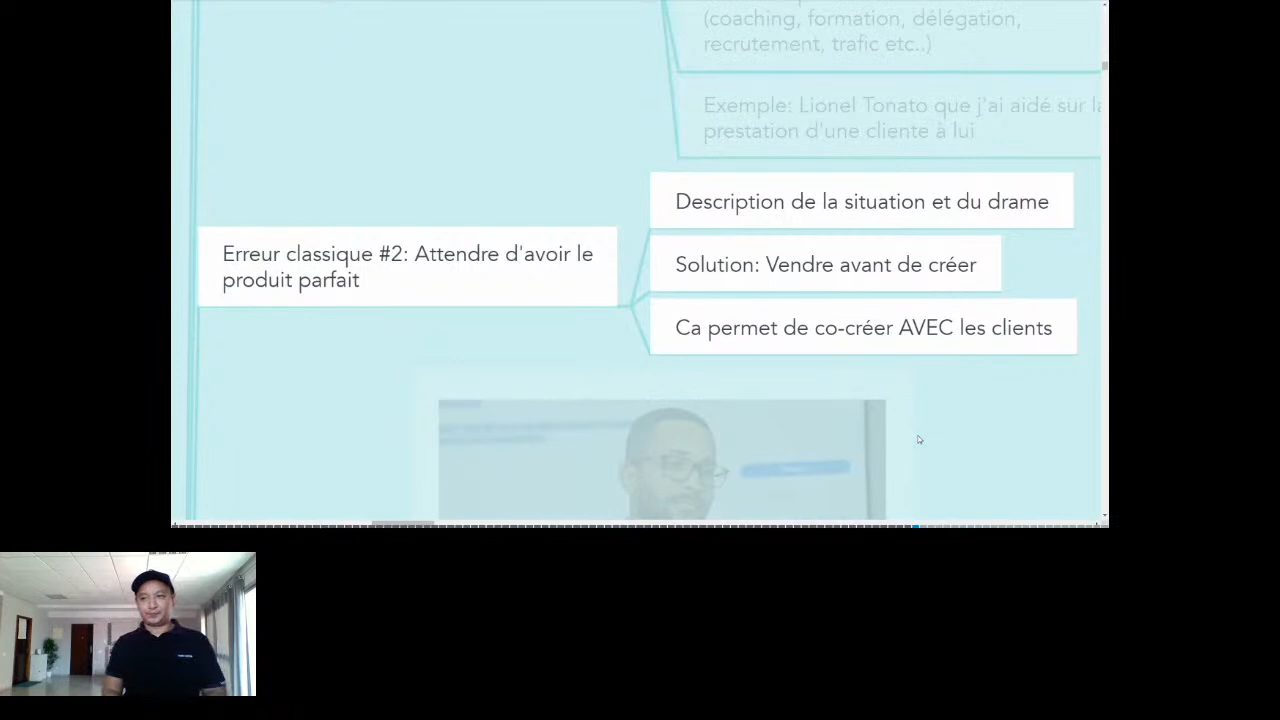 (coaching, formation, délégation,
recrutement, trafic etc..)
Exemple: Lionel Tonato que j'ai aidé sur la
prestation d'une cliente à lui
Description de la situation et du drame
Erreur classique #2: Attendre d'avoir le
produit parfait
Solution: Vendre avant de créer
Ca permet de co-créer AVEC les clients